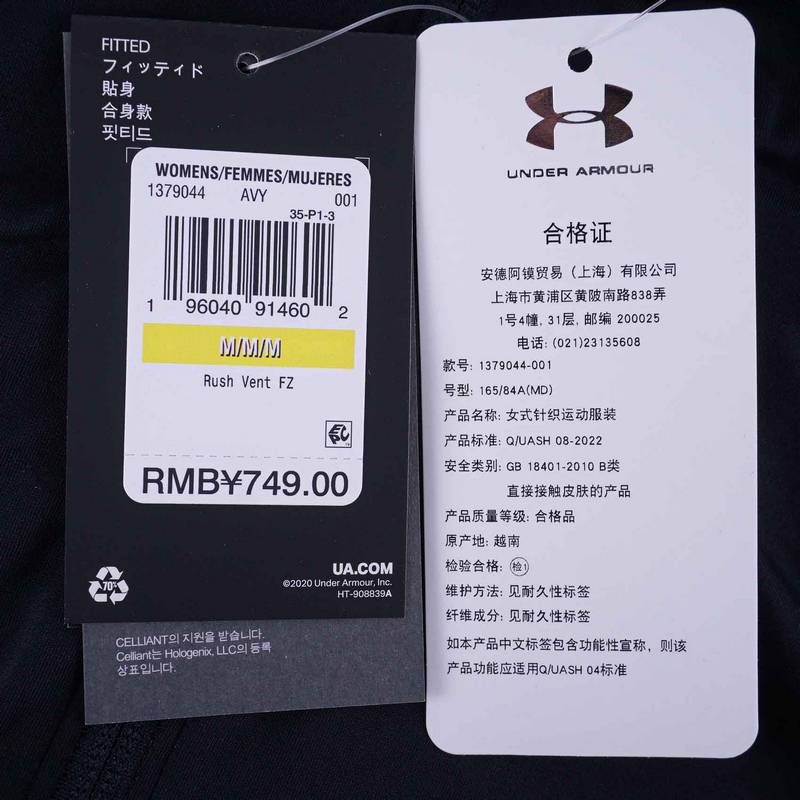 FITTED
フィッティド
貼身
合身款
핏티드
WOMENS/FEMMES/MUJERES
1379044 AVY 001
35-P1-3
1 96040 91460 2
M/M/M
Rush Vent FZ
EPC
RMB¥749.00
70%
UA.COM
©2020 Under Armour, Inc.
HT-908839A
CELLIANT의 지원을 받습니다.
Celliant는 Hologenix, LLC의 등록
상표입니다.
UNDER ARMOUR
合格证
安德阿镆贸易（上海）有限公司
上海市黄浦区黄陂南路838弄
1号4幢, 31层, 邮编 200025
电话: (021)23135608
款号: 1379044-001
号型: 165/84A(MD)
产品名称: 女式针织运动服装
产品标准: Q/UASH 08-2022
安全类别: GB 18401-2010 B类
直接接触皮肤的产品
产品质量等级: 合格品
原产地: 越南
检验合格: 检1
维护方法: 见耐久性标签
纤维成分: 见耐久性标签
如本产品中文标签包含功能性宣称，则该
产品功能应适用Q/UASH 04标准